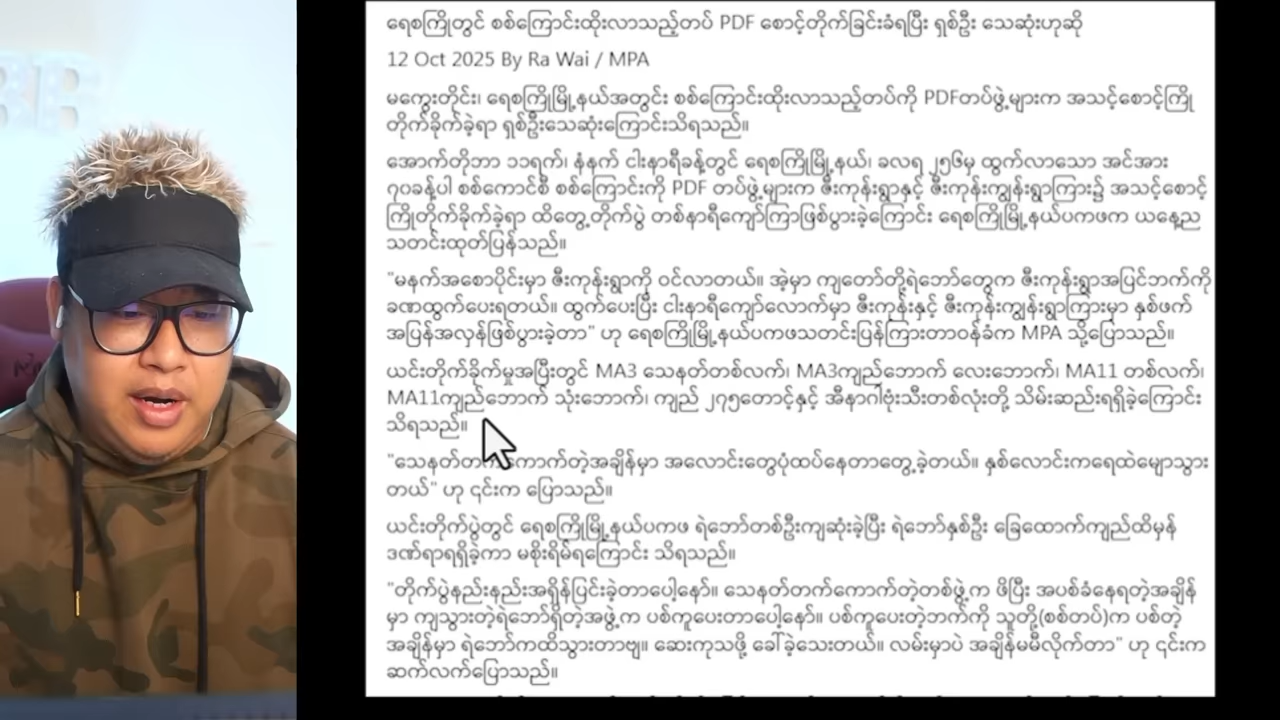 ရေစကြိုတွင် စစ်ကြောင်းထိုးလာသည့်တပ် PDF စောင့်တိုက်ခြင်းခံရပြီး ရှစ်ဦး သေဆုံးဟုဆို
12 Oct 2025 By Ra Wai / MPA
မကွေးတိုင်း၊ ရေစကြိုမြို့နယ်အတွင်း စစ်ကြောင်းထိုးလာသည့်တပ်ကို PDFတပ်ဖွဲ့များက အသင့်စောင့်ကြို
တိုက်ခိုက်ခဲ့ရာ ရှစ်ဦးသေဆုံးကြောင်းသိရသည်။
အောက်တိုဘာ ၁၁ရက်၊ နံနက် ငါးနာရီခန့်တွင် ရေစကြိုမြို့နယ်၊ ခလရ ၂၅၆မှ ထွက်လာသော အင်အား
၇၀ခန့်ပါ စစ်ကောင်စီ စစ်ကြောင်းကို PDF တပ်ဖွဲ့များက ဇီးကုန်းရွာနှင့် ဇီးကုန်းကျွန်းရွာကြား၌ အသင့်စောင့်
ကြိုတိုက်ခိုက်ခဲ့ရာ ထိတွေ့တိုက်ပွဲ တစ်နာရီကျော်ကြာဖြစ်ပွားခဲ့ကြောင်း ရေစကြိုမြို့နယ်ပကဖက ယနေ့ည
သတင်းထုတ်ပြန်သည်။
"မနက်အစောပိုင်းမှာ ဇီးကုန်းရွာကို ဝင်လာတယ်။ အဲ့မှာ ကျတော်တို့ရဲဘော်တွေက ဇီးကုန်းရွာအပြင်ဘက်ကို
ခဏထွက်ပေးရတယ်။ ထွက်ပေးပြီး ငါးနာရီကျော်လောက်မှာ ဇီးကုန်းနှင့် ဇီးကုန်းကျွန်းရွာကြားမှာ နှစ်ဖက်
အပြန်အလှန်ဖြစ်ပွားခဲ့တာ" ဟု ရေစကြိုမြို့နယ်ပကဖသတင်းပြန်ကြားတာဝန်ခံက MPA သို့ပြောသည်။
ယင်းတိုက်ခိုက်မှုအပြီးတွင် MA3 သေနတ်တစ်လက်၊ MA3ကျည်ဘောက် လေးဘောက်၊ MA11 တစ်လက်၊
MA11ကျည်ဘောက် သုံးဘောက်၊ ကျည် ၂၇၅တောင့်နှင့် အီနာဂါဗုံးသီးတစ်လုံးတို့ သိမ်းဆည်းရရှိခဲ့ကြောင်း
သိရသည်။
"သေနတ်တက်ကောက်တဲ့အချိန်မှာ အလောင်းတွေပုံထပ်နေတာတွေ့ခဲ့တယ်။ နှစ်လောင်းကရေထဲမျောသွား
တယ်" ဟု ၎င်းက ပြောသည်။
ယင်းတိုက်ပွဲတွင် ရေစကြိုမြို့နယ်ပကဖ ရဲဘော်တစ်ဦးကျဆုံးခဲ့ပြီး ရဲဘော်နှစ်ဦး ခြေထောက်ကျည်ထိမှန်
ဒဏ်ရာရရှိခဲ့ကာ မစိုးရိမ်ရကြောင်း သိရသည်။
"တိုက်ပွဲနည်းနည်းအရှိန်ပြင်းခဲ့တာပေါ့နော်။ သေနတ်တက်ကောက်တဲ့တစ်ဖွဲ့က ဖိပြီး အပစ်ခံနေရတဲ့အချိန်
မှာ ကျသွားတဲ့ရဲဘော်ရှိတဲ့အဖွဲ့က ပစ်ကူပေးတာပေါ့နော်။ ပစ်ကူပေးတဲ့ဘက်ကို သူတို့(စစ်တပ်)က ပစ်တဲ့
အချိန်မှာ ရဲဘော်ကထိသွားတာဗျ။ ဆေးကုသဖို့ ခေါ်ခဲ့သေးတယ်။ လမ်းမှာပဲ အချိန်မမီလိုက်တာ" ဟု ၎င်းက
ဆက်လက်ပြောသည်။